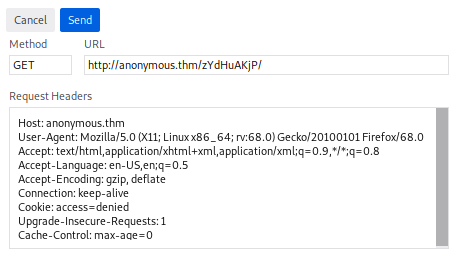 Cancel Send
Method URL
GET http://anonymous.thm/zYdHuAKjP/
Request Headers
Host: anonymous.thm
User-Agent: Mozilla/5.0 (X11; Linux x86_64; rv:68.0) Gecko/20100101 Firefox/68.0
Accept: text/html,application/xhtml+xml,application/xml;q=0.9,*/*;q=0.8
Accept-Language: en-US,en;q=0.5
Accept-Encoding: gzip, deflate
Connection: keep-alive
Cookie: access=denied
Upgrade-Insecure-Requests: 1
Cache-Control: max-age=0